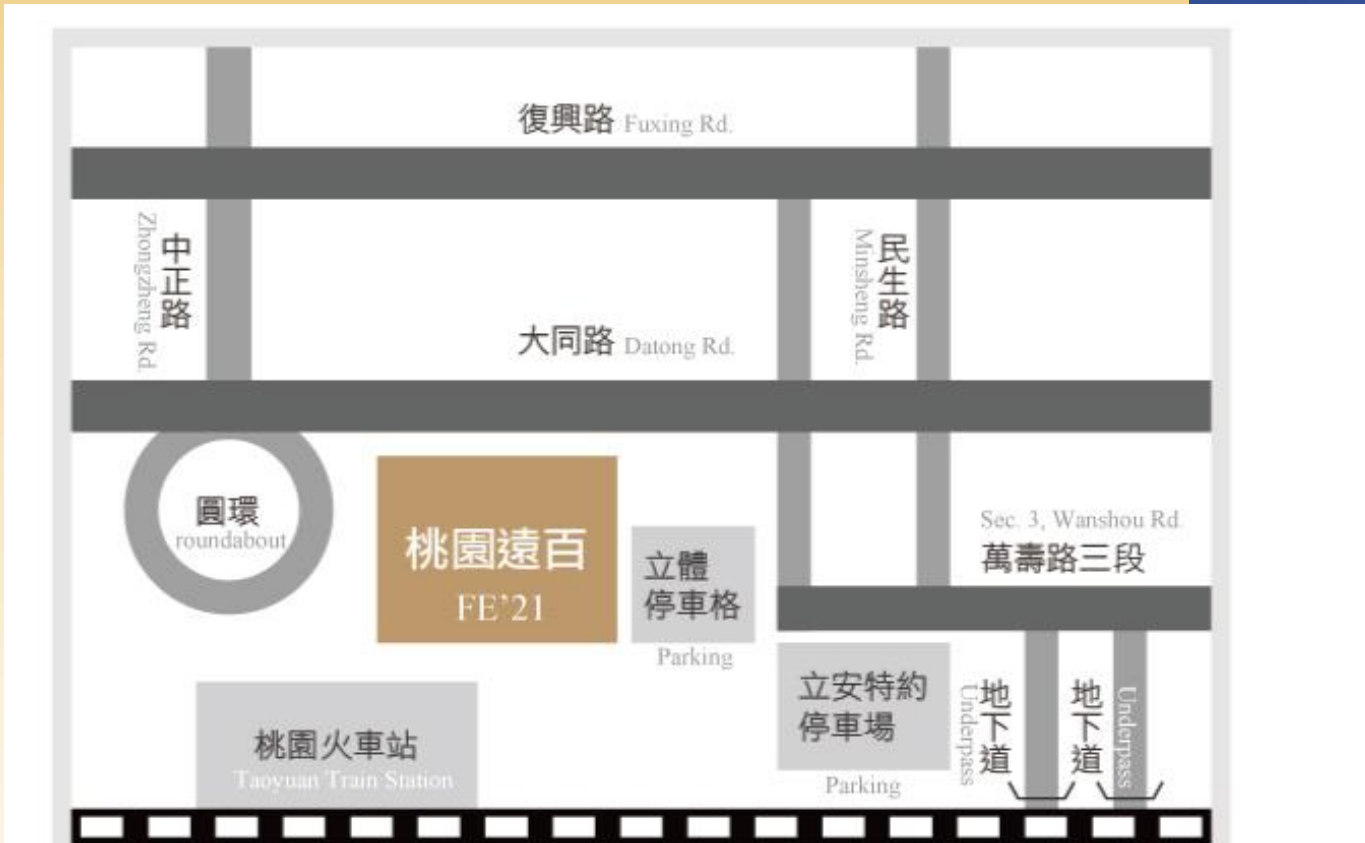 復興路 Fuxing Rd.
中正路
Zhongzheng Rd.
民生路
Minsheng Rd.
大同路 Datong Rd.
圓環
roundabout
桃園遠百
FE’21
立體
停車格
Parking
Sec. 3, Wanshou Rd.
萬壽路三段
立安特約
停車場
Parking
地下道
Underpass
地下道
Underpass
桃園火車站
Taoyuan Train Station